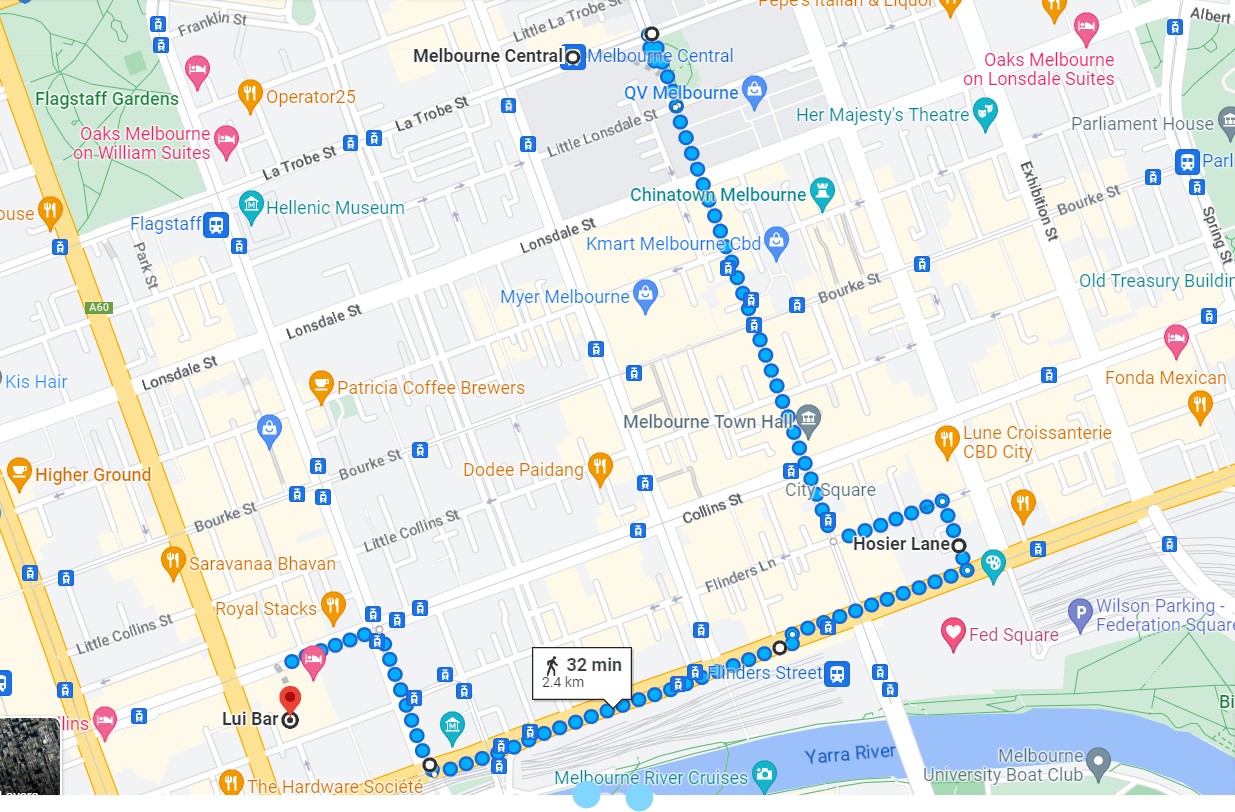 Franklin St
Little La Trobe St
Pepe's Italian & Liquor
Albert
Melbourne Central
Melbourne Central
Oaks Melbourne
on Lonsdale Suites
Flagstaff Gardens
Operator25
QV Melbourne
La Trobe St
Her Majesty's Theatre
Parliament House
Oaks Melbourne
on William Suites
Little Lonsdale St
La Trobe St
Parl
Chinatown Melbourne
Exhibition St
Bourke St
Hellenic Museum
ouse
Flagstaff
Lonsdale St
Kmart Melbourne Cbd
Spring St
Park St
Myer Melbourne
Bourke St
Old Treasury Buildin
A60
Lonsdale St
Lonsdale St
Kis Hair
Patricia Coffee Brewers
Fonda Mexican
Melbourne Town Hall
Lune Croissanterie
CBD City
Higher Ground
Bourke St
Dodee Paidang
City Square
Collins St
Bourke St
Little Collins St
Hosier Lane
Saravanaa Bhavan
Flinders Ln
Royal Stacks
Wilson Parking -
Federation Square
Little Collins St
Fed Square
32 min
2.4 km
Flinders Street
Lui Bar
llins
Bi
Yarra River
Melbourne
University Boat Club
The Hardware Société
Melbourne River Cruises
Layers